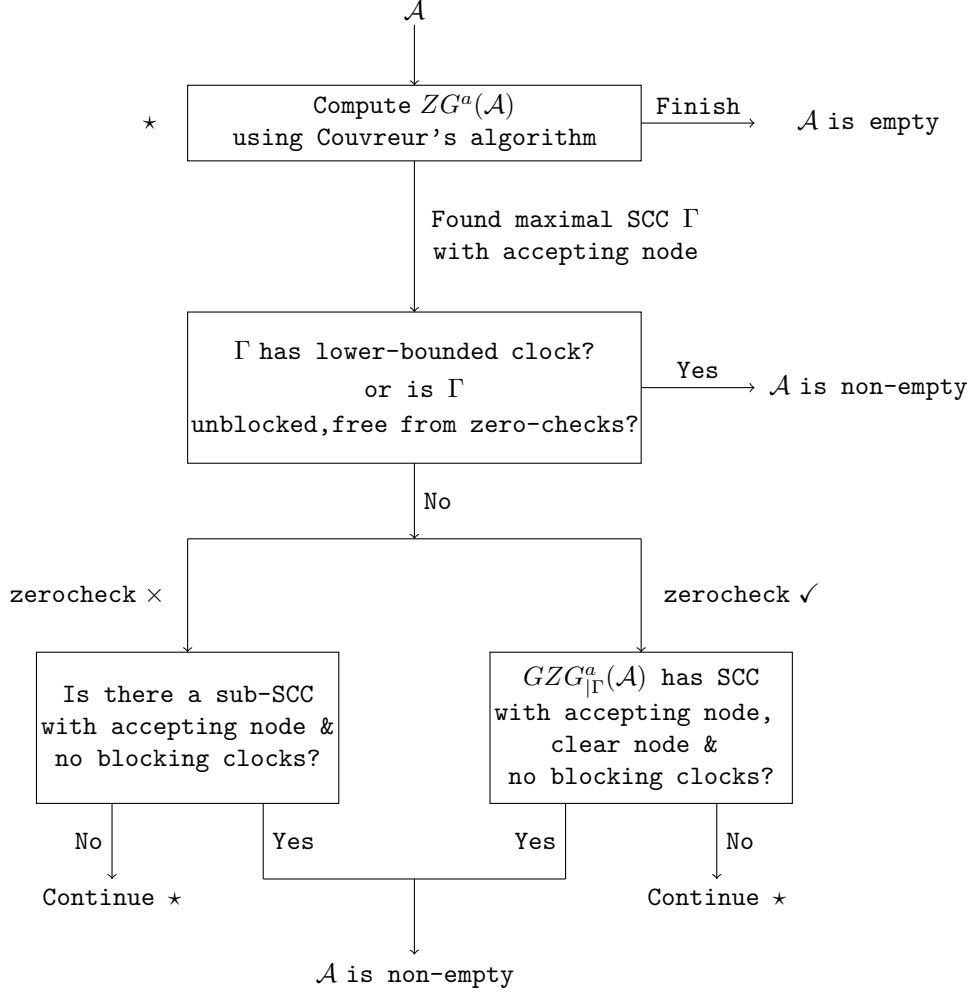 𝒜
Compute ZG^a(𝒜)
⋆
using Couvreur's algorithm
Finish
𝒜 is empty
Found maximal SCC Γ
with accepting node
Γ has lower-bounded clock?
or is Γ
unblocked,free from zero-checks?
Yes
𝒜 is non-empty
No
zerocheck ×
zerocheck ✓
Is there a sub-SCC
with accepting node &
no blocking clocks?
GZG^a_{|Γ}(𝒜) has SCC
with accepting node,
clear node &
no blocking clocks?
No
Yes
Yes
No
Continue ⋆
Continue ⋆
𝒜 is non-empty